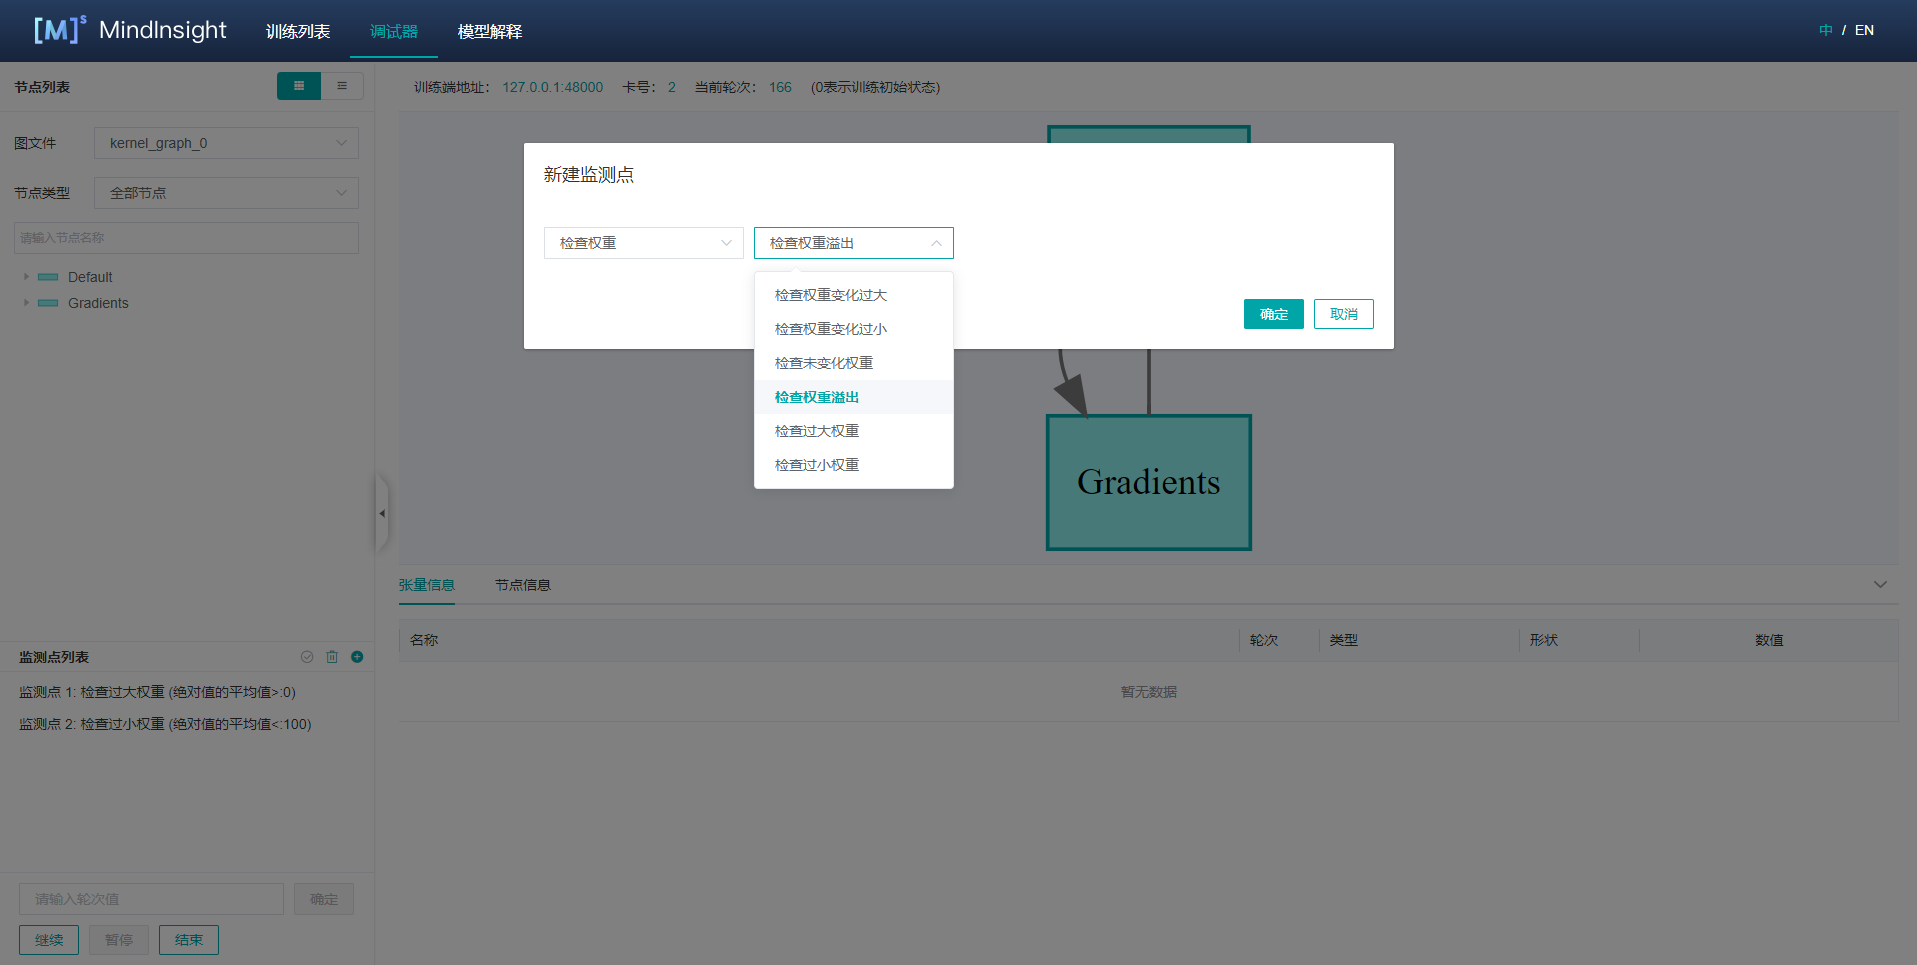 [M]s MindInsight 训练列表 调试器 模型解释 中 / EN
节点列表
训练端地址： 127.0.0.1:48000 卡号： 2 当前轮次： 166 (0表示训练初始状态)
图文件 kernel_graph_0
节点类型 全部节点
请输入节点名称
Default
Gradients
新建监测点
检查权重 检查权重溢出
检查权重变化过大
检查权重变化过小
检查未变化权重
检查权重溢出
检查过大权重
检查过小权重
确定 取消
Gradients
张量信息 节点信息
名称 轮次 类型 形状 数值
暂无数据
监测点列表
监测点 1: 检查过大权重 (绝对值的平均值>:0)
监测点 2: 检查过小权重 (绝对值的平均值<:100)
请输入轮次值 确定
继续 暂停 结束